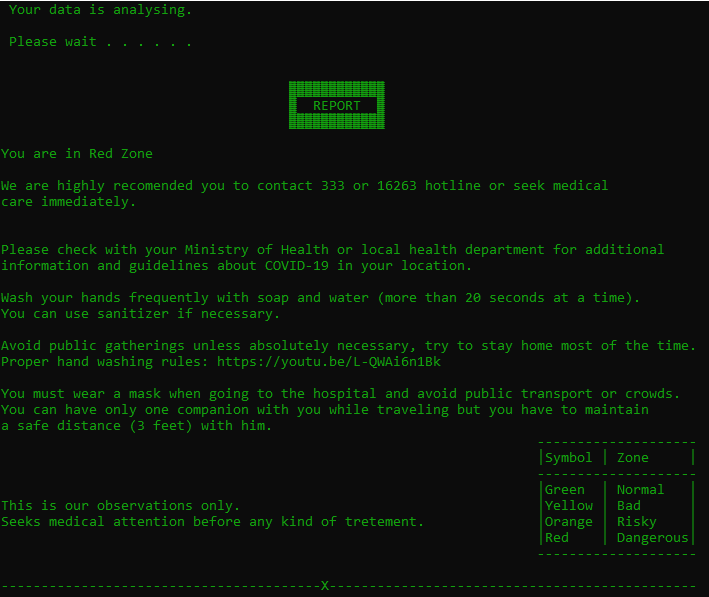 Your data is analysing.
Please wait . . . . . .
REPORT
You are in Red Zone
We are highly recomended you to contact 333 or 16263 hotline or seek medical
care immediately.
Please check with your Ministry of Health or local health department for additional
information and guidelines about COVID-19 in your location.
Wash your hands frequently with soap and water (more than 20 seconds at a time).
You can use sanitizer if necessary.
Avoid public gatherings unless absolutely necessary, try to stay home most of the time.
Proper hand washing rules: https://youtu.be/L-QWAi6n1Bk
You must wear a mask when going to the hospital and avoid public transport or crowds.
You can have only one companion with you while traveling but you have to maintain
a safe distance (3 feet) with him.
---------------------
|Symbol | Zone |
---------------------
|Green | Normal |
This is our observations only. |Yellow | Bad |
Seeks medical attention before any kind of tretement. |Orange | Risky |
|Red | Dangerous|
---------------------
----------------------------------------X----------------------------------------------